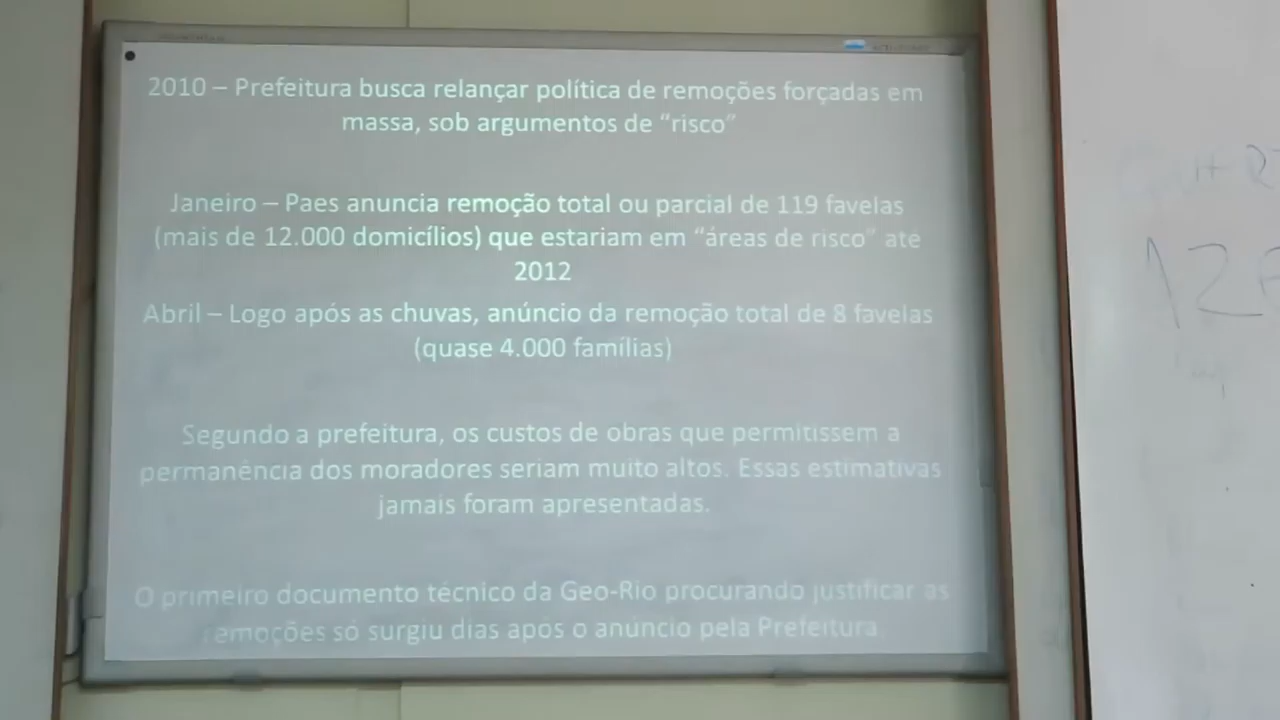 2010 – Prefeitura busca relançar política de remoções forçadas em
massa, sob argumentos de “risco”
Janeiro – Paes anuncia remoção total ou parcial de 119 favelas
(mais de 12.000 domicílios) que estariam em “áreas de risco” até
2012
Abril – Logo após as chuvas, anúncio da remoção total de 8 favelas
(quase 4.000 famílias)
Segundo a prefeitura, os custos de obras que permitissem a
permanência dos moradores seriam muito altos. Essas estimativas
jamais foram apresentadas.
O primeiro documento técnico da Geo-Rio procurando justificar as
remoções só surgiu dias após o anúncio pela Prefeitura.